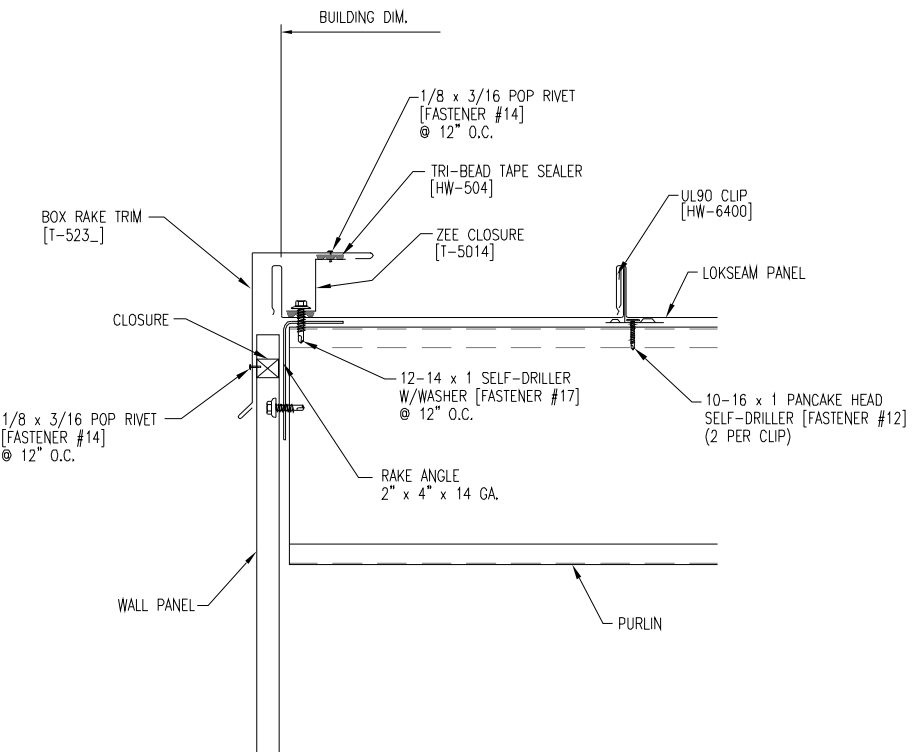 BUILDING DIM.
1/8 x 3/16 POP RIVET
[FASTENER #14]
@ 12" O.C.
TRI-BEAD TAPE SEALER
[HW-504]
UL90 CLIP
[HW-6400]
BOX RAKE TRIM
[T-523_]
ZEE CLOSURE
[T-5014]
LOKSEAM PANEL
CLOSURE
12-14 x 1 SELF-DRILLER
W/WASHER [FASTENER #17]
@ 12" O.C.
10-16 x 1 PANCAKE HEAD
SELF-DRILLER [FASTENER #12]
(2 PER CLIP)
1/8 x 3/16 POP RIVET
[FASTENER #14]
@ 12" O.C.
RAKE ANGLE
2" x 4" x 14 GA.
WALL PANEL
PURLIN